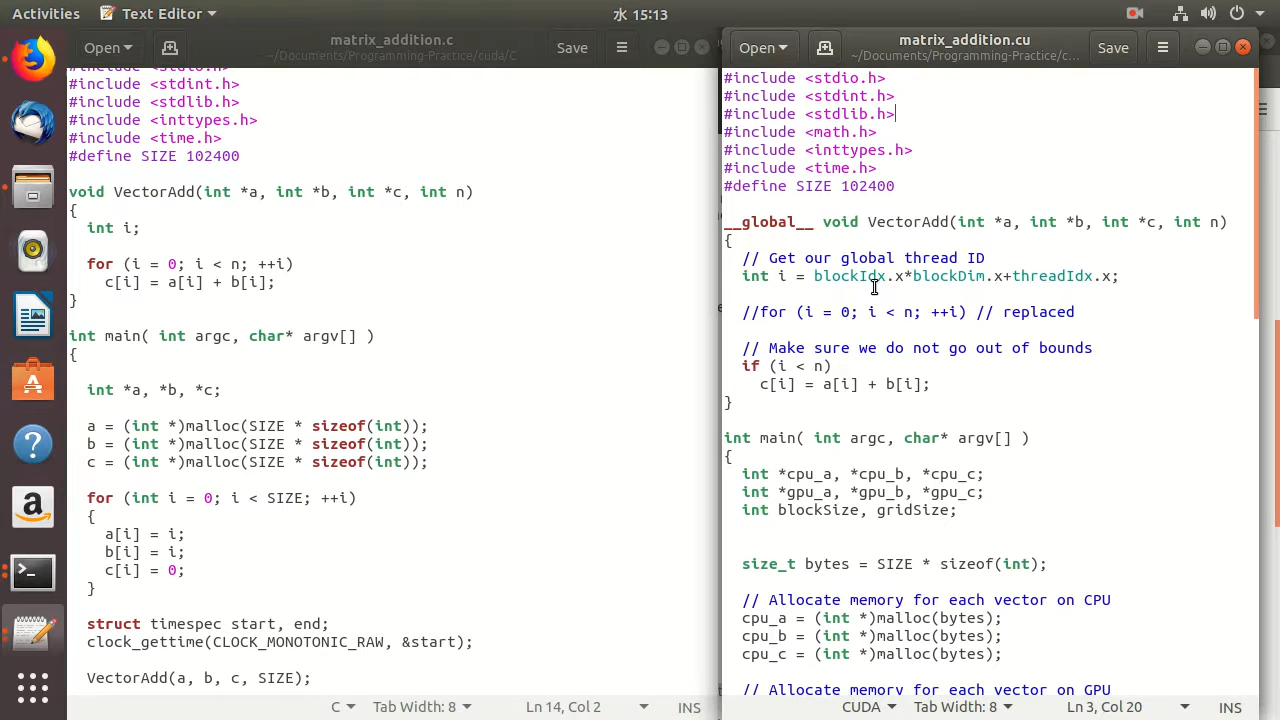 Activities
Text Editor
水 15:13
Open
matrix_addition.c
~/Documents/Programming-Practice/cuda/C
Save
#include <stdio.h>
#include <stdint.h>
#include <stdlib.h>
#include <inttypes.h>
#include <time.h>
#define SIZE 102400
void VectorAdd(int *a, int *b, int *c, int n)
{
int i;
for (i = 0; i < n; ++i)
c[i] = a[i] + b[i];
}
int main( int argc, char* argv[] )
{
int *a, *b, *c;
a = (int *)malloc(SIZE * sizeof(int));
b = (int *)malloc(SIZE * sizeof(int));
c = (int *)malloc(SIZE * sizeof(int));
for (int i = 0; i < SIZE; ++i)
{
a[i] = i;
b[i] = i;
c[i] = 0;
}
struct timespec start, end;
clock_gettime(CLOCK_MONOTONIC_RAW, &start);
VectorAdd(a, b, c, SIZE);
C
Tab Width: 8
Ln 14, Col 2
INS
Open
matrix_addition.cu
~/Documents/Programming-Practice/c...
Save
#include <stdio.h>
#include <stdint.h>
#include <stdlib.h>
#include <math.h>
#include <inttypes.h>
#include <time.h>
#define SIZE 102400
__global__ void VectorAdd(int *a, int *b, int *c, int n)
{
// Get our global thread ID
int i = blockIdx.x*blockDim.x+threadIdx.x;
//for (i = 0; i < n; ++i) // replaced
// Make sure we do not go out of bounds
if (i < n)
c[i] = a[i] + b[i];
}
int main( int argc, char* argv[] )
{
int *cpu_a, *cpu_b, *cpu_c;
int *gpu_a, *gpu_b, *gpu_c;
int blockSize, gridSize;
size_t bytes = SIZE * sizeof(int);
// Allocate memory for each vector on CPU
cpu_a = (int *)malloc(bytes);
cpu_b = (int *)malloc(bytes);
cpu_c = (int *)malloc(bytes);
// Allocate memory for each vector on GPU
CUDA
Tab Width: 8
Ln 3, Col 20
INS